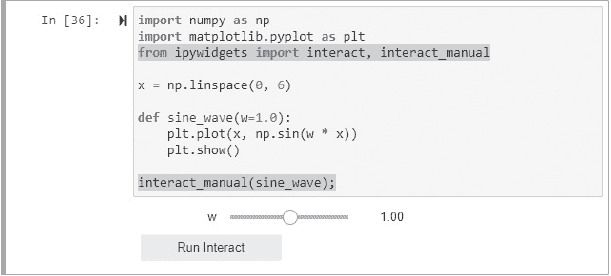 In [36]:
import numpy as np
import matplotlib.pyplot as plt
from ipywidgets import interact, interact_manual
x = np.linspace(0, 6)
def sine_wave(w=1.0):
    plt.plot(x, np.sin(w * x))
    plt.show()
interact_manual(sine_wave);
w 1.00
Run Interact